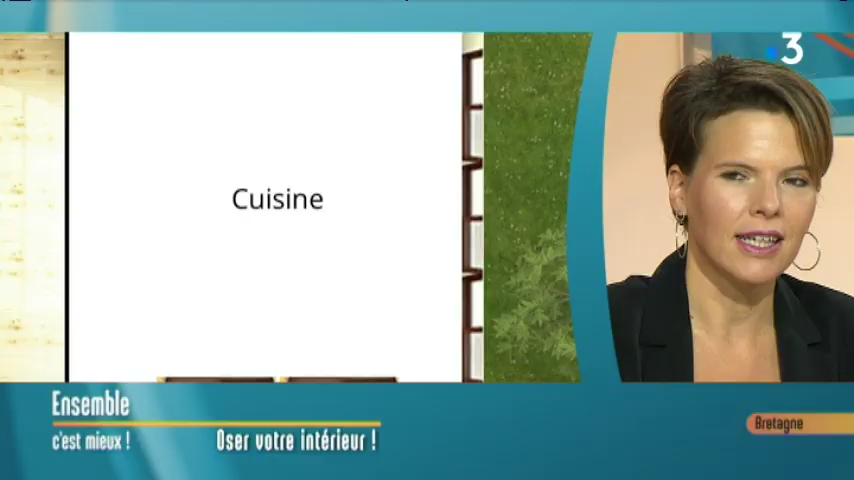 3
Cuisine
Ensemble
c'est mieux !
Oser votre intérieur !
Bretagne